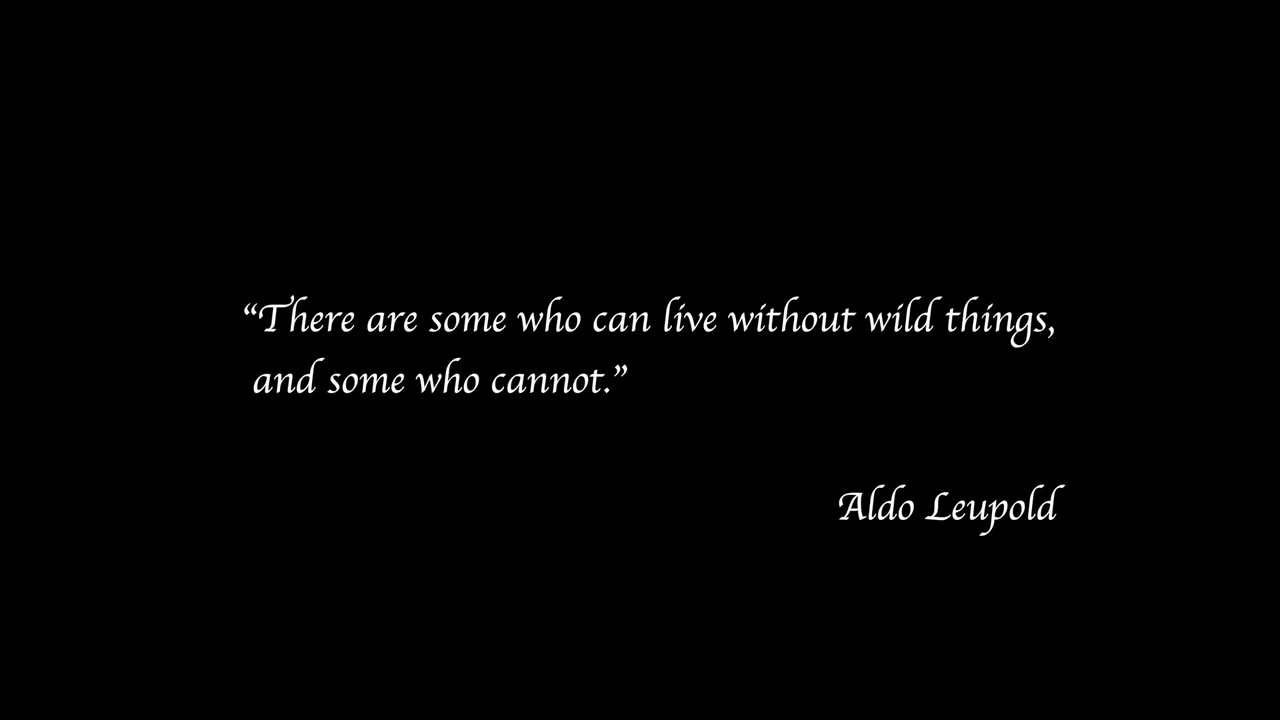 “There are some who can live without wild things,
and some who cannot.”
Aldo Leupold